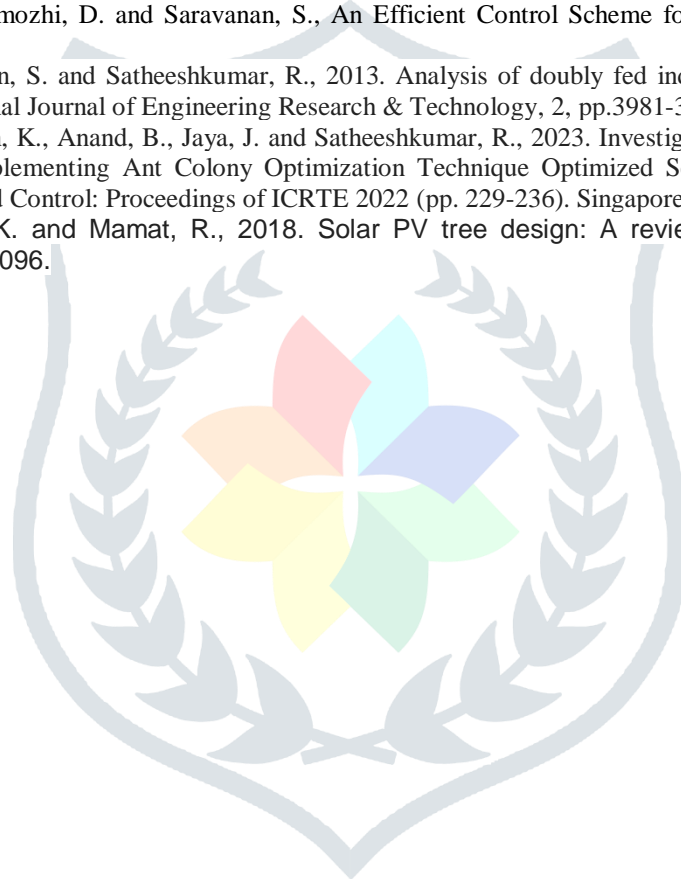 mozhi, D. and Saravanan, S., An Efficient Control Scheme fo
n, S. and Satheeshkumar, R., 2013. Analysis of doubly fed ind
nal Journal of Engineering Research & Technology, 2, pp.3981-3
n, K., Anand, B., Jaya, J. and Satheeshkumar, R., 2023. Investig
plementing Ant Colony Optimization Technique Optimized S
d Control: Proceedings of ICRTE 2022 (pp. 229-236). Singapore
K. and Mamat, R., 2018. Solar PV tree design: A revie
096.